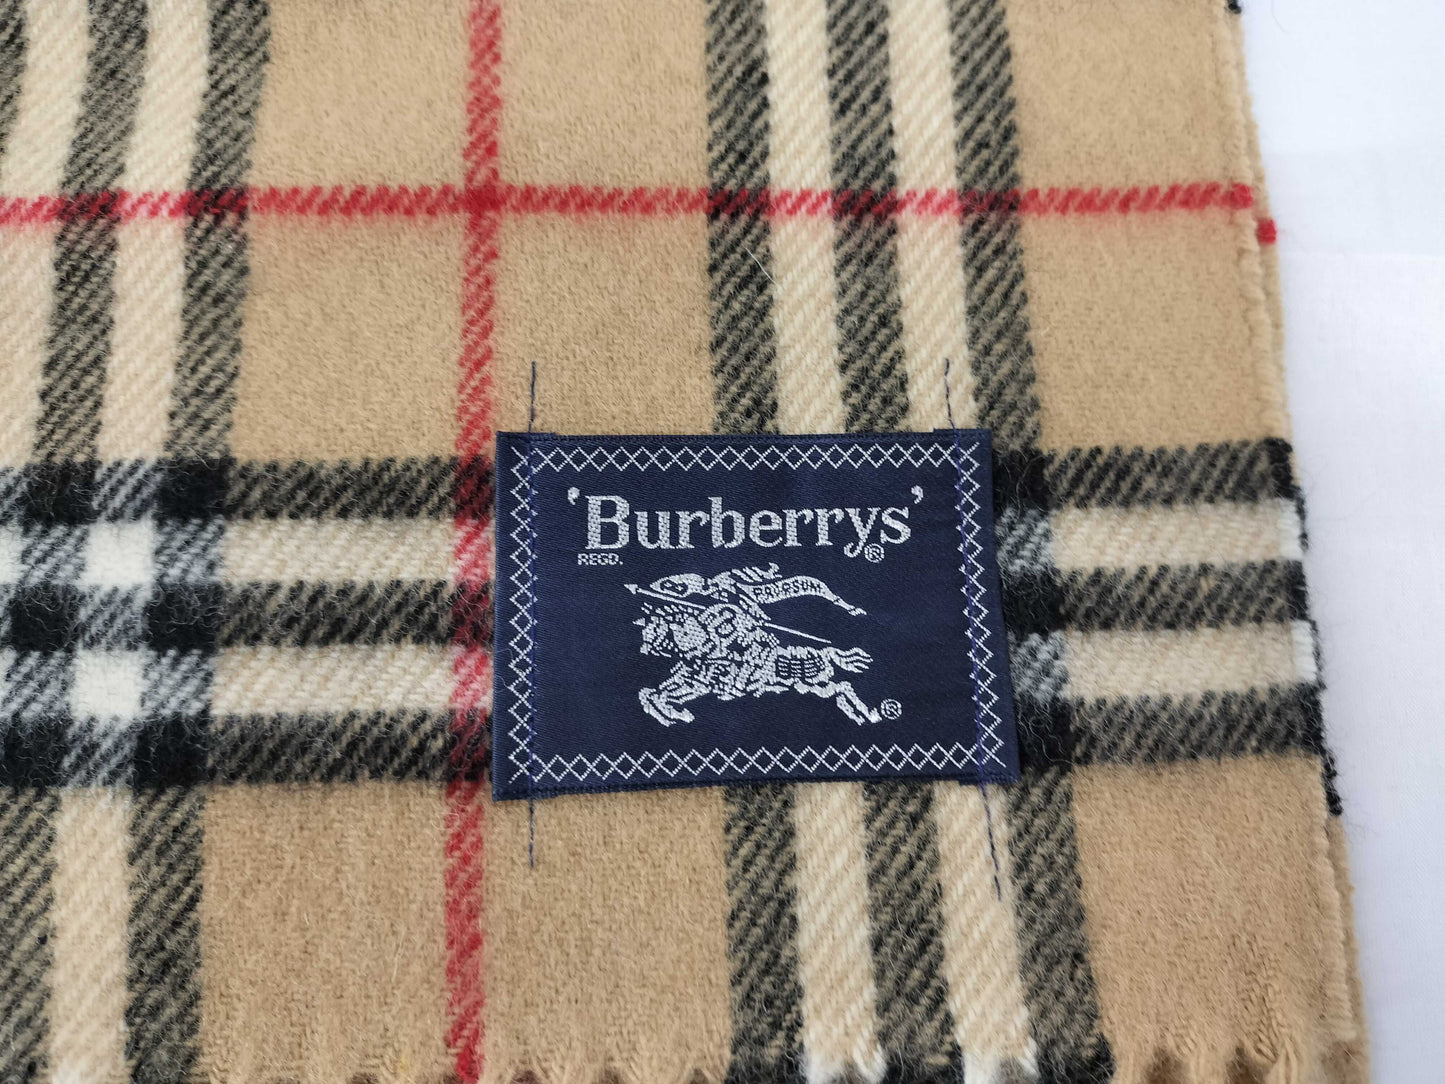 'Burberrys'
REGD. ®
®